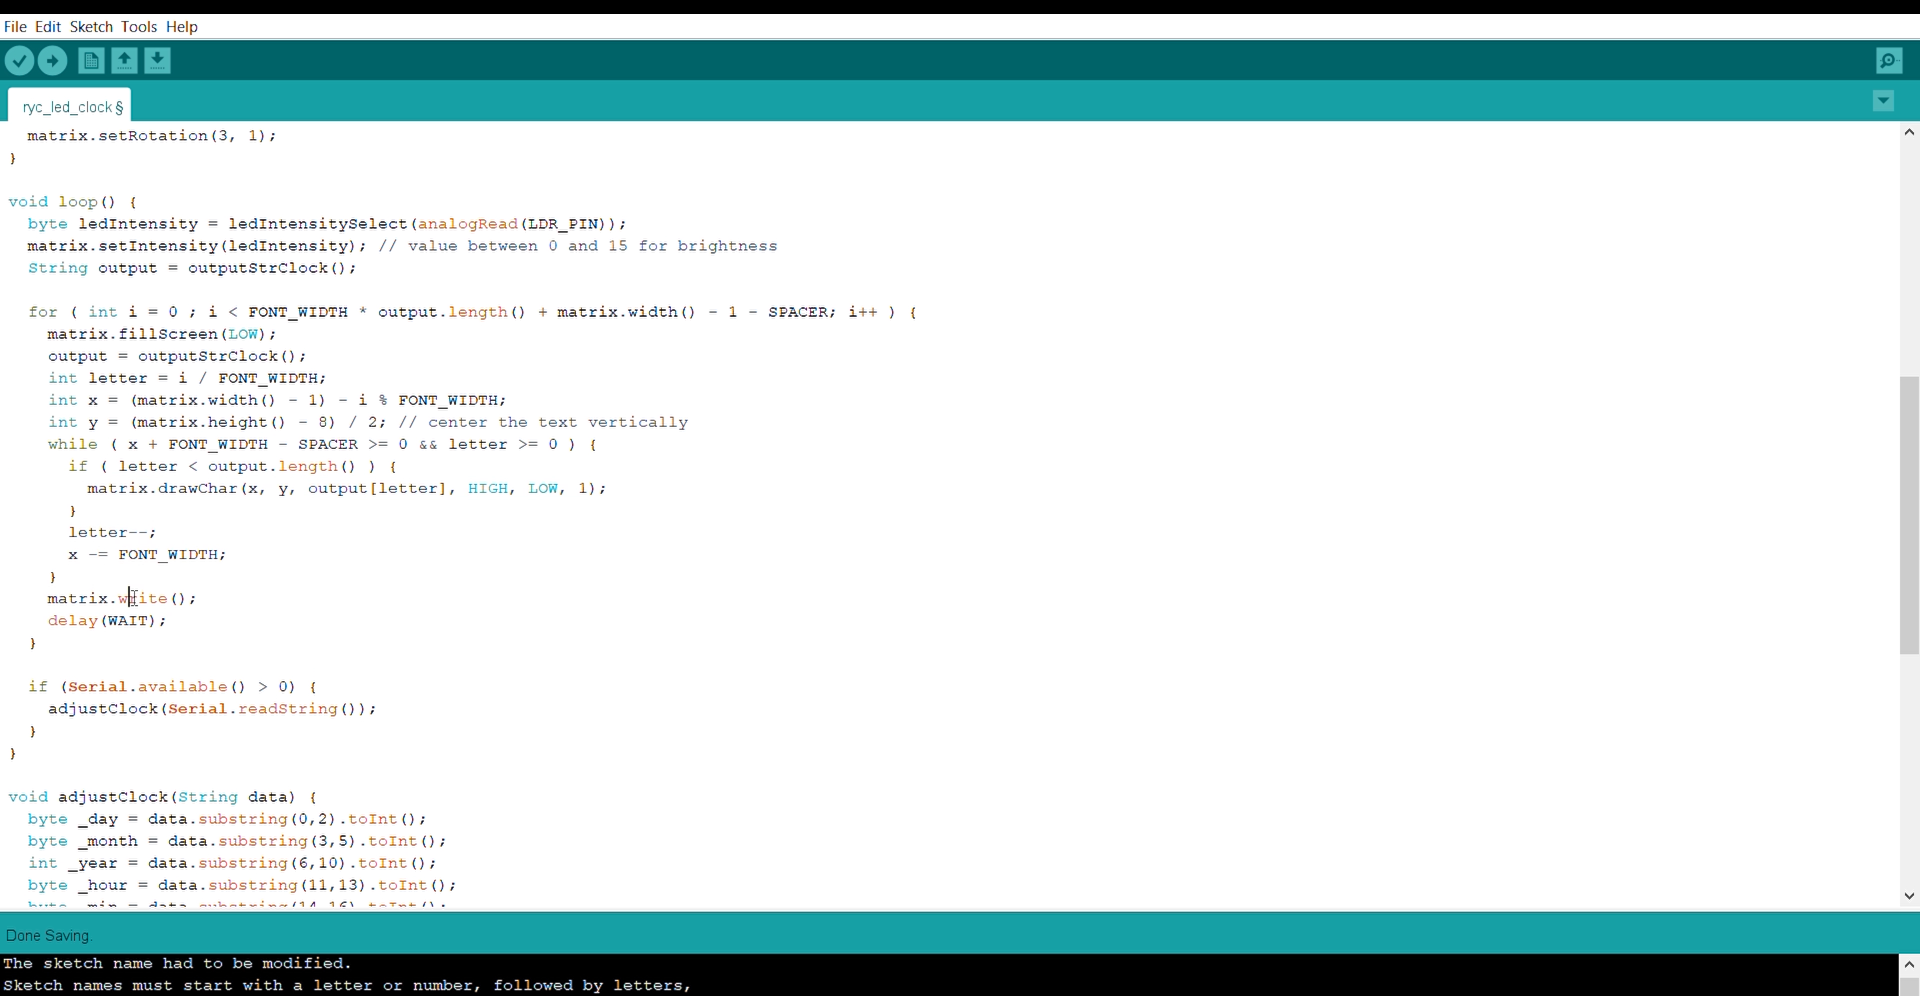 File Edit Sketch Tools Help
ryc_led_clock §
  matrix.setRotation(3, 1);
}

void loop() {
  byte ledIntensity = ledIntensitySelect(analogRead(LDR_PIN));
  matrix.setIntensity(ledIntensity); // value between 0 and 15 for brightness
  String output = outputStrClock();

  for ( int i = 0 ; i < FONT_WIDTH * output.length() + matrix.width() - 1 - SPACER; i++ ) {
    matrix.fillScreen(LOW);
    output = outputStrClock();
    int letter = i / FONT_WIDTH;
    int x = (matrix.width() - 1) - i % FONT_WIDTH;
    int y = (matrix.height() - 8) / 2; // center the text vertically
    while ( x + FONT_WIDTH - SPACER >= 0 && letter >= 0 ) {
      if ( letter < output.length() ) {
        matrix.drawChar(x, y, output[letter], HIGH, LOW, 1);
      }
      letter--;
      x -= FONT_WIDTH;
    }
    matrix.write();
    delay(WAIT);
  }

  if (Serial.available() > 0) {
    adjustClock(Serial.readString());
  }
}

void adjustClock(String data) {
  byte _day = data.substring(0,2).toInt();
  byte _month = data.substring(3,5).toInt();
  int _year = data.substring(6,10).toInt();
  byte _hour = data.substring(11,13).toInt();
  byte _min = data.substring(14,16).toInt();
Done Saving.
The sketch name had to be modified.
Sketch names must start with a letter or number, followed by letters,